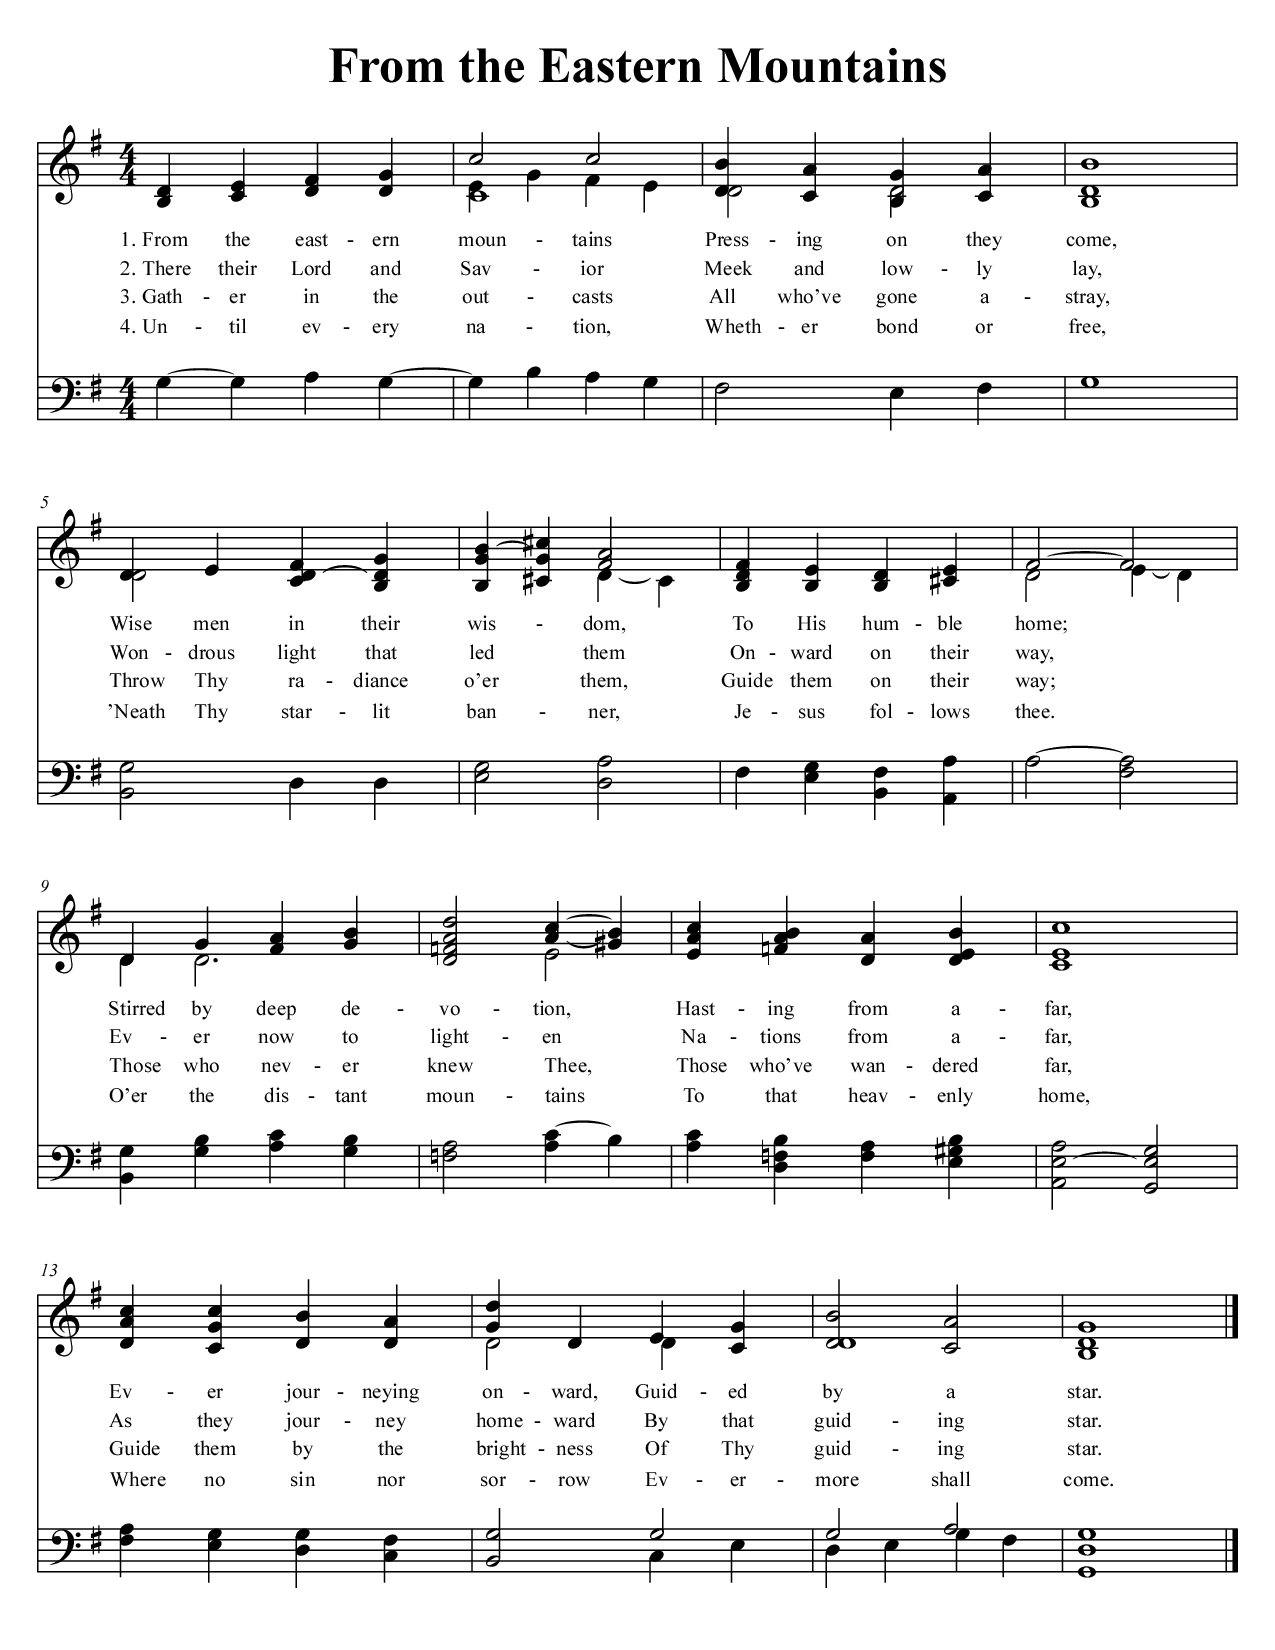 From the Eastern Mountains
4 4
1. From the east - ern moun - tains Press - ing on they come,
2. There their Lord and Sav - ior Meek and low - ly lay,
3. Gath - er in the out - casts All who’ve gone a - stray,
4. Un - til ev - ery na - tion, Wheth - er bond or free,
4 4
5
Wise men in their wis - dom, To His hum - ble home;
Won - drous light that led them On - ward on their way,
Throw Thy ra - diance o’er them, Guide them on their way;
’Neath Thy star - lit ban - ner, Je - sus fol - lows thee.
9
Stirred by deep de - vo - tion, Hast - ing from a - far,
Ev - er now to light - en Na - tions from a - far,
Those who nev - er knew Thee, Those who’ve wan - dered far,
O’er the dis - tant moun - tains To that heav - enly home,
13
Ev - er jour - neying on - ward, Guid - ed by a star.
As they jour - ney home - ward By that guid - ing star.
Guide them by the bright - ness Of Thy guid - ing star.
Where no sin nor sor - row Ev - er - more shall come.